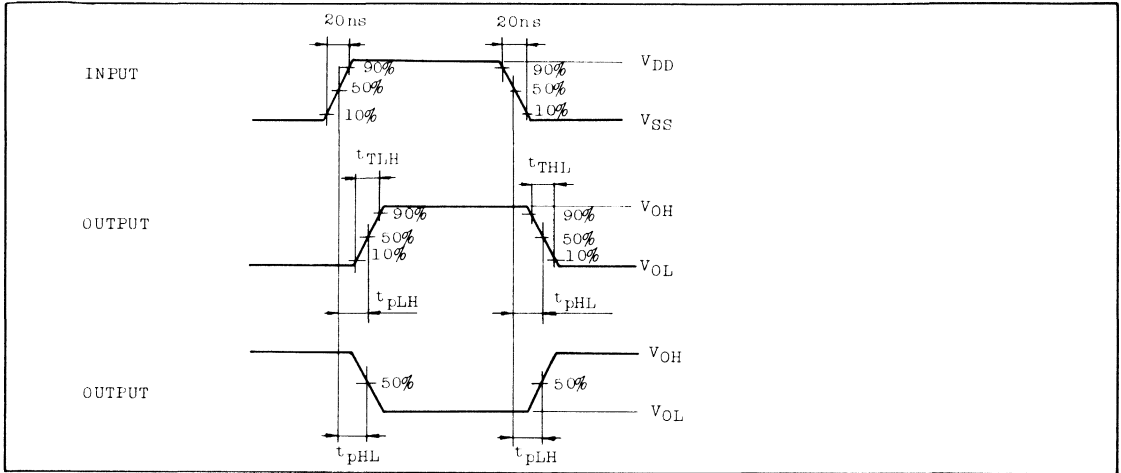 20ns 20ns
INPUT 90% 90% VDD
50% 50%
10% 10% VSS
tTLH tTHL
OUTPUT 90% 90% VOH
50% 50%
10% 10% VOL
tpLH tpHL
VOH
OUTPUT 50% 50%
VOL
tpHL tpLH